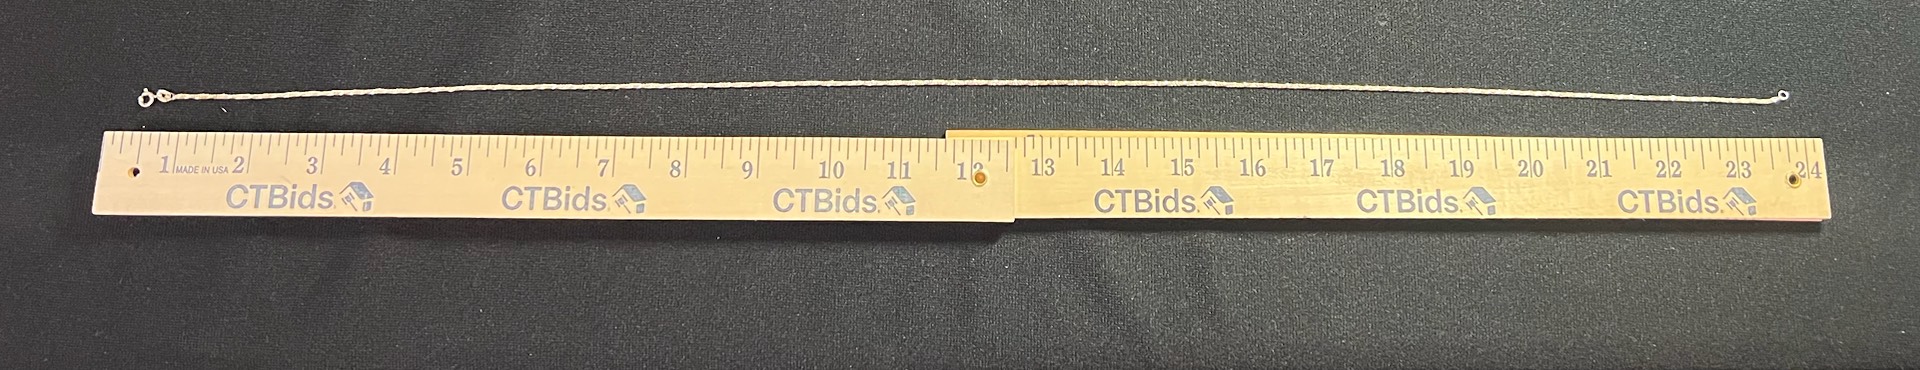 1 MADE IN USA 2 3 4 5 6 7 8 9 10 11 12 13 14 15 16 17 18 19 20 21 22 23 24
CTBids. CTBids. CTBids. CTBids. CTBids. CTBids.